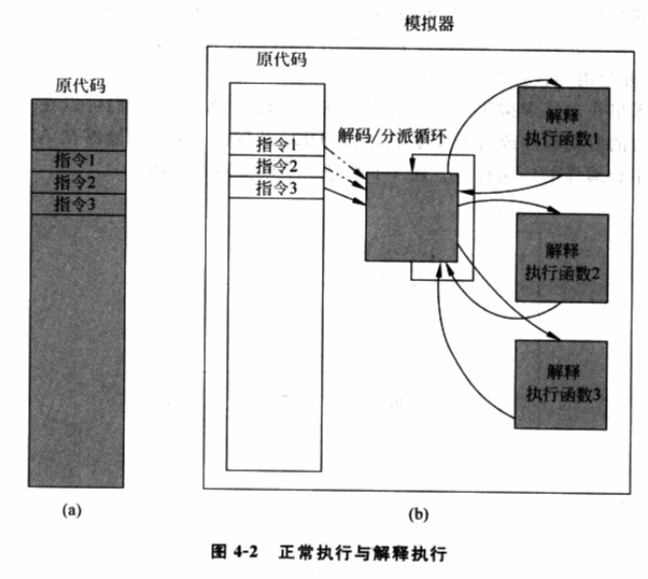 模拟器
原代码
指令1
指令2
指令3
(a)
原代码
指令1
指令2
指令3
解码/分派循环
解释
执行函数1
解释
执行函数2
解释
执行函数3
(b)
图 4-2 正常执行与解释执行